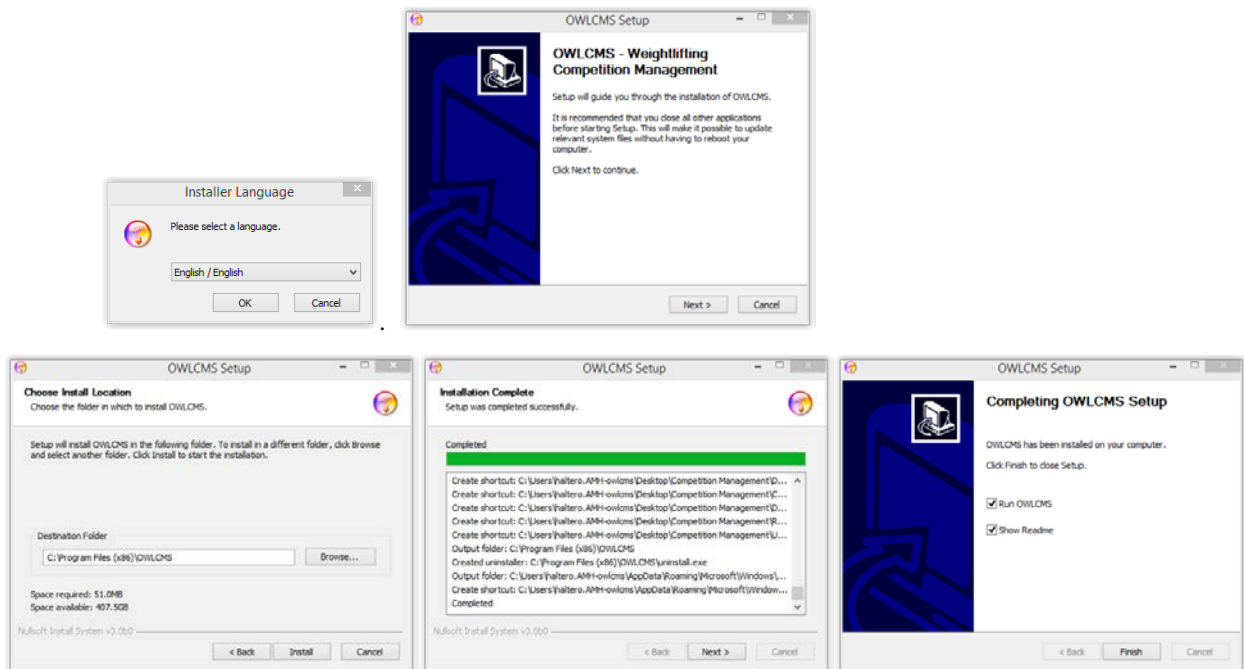 Installer Language
Please select a language.
English / English
OK
Cancel
.
OWLCMS Setup
OWLCMS - Weightlifting
Competition Management
Setup will guide you through the installation of OWLCMS.
It is recommended that you close all other applications
before starting Setup. This will make it possible to update
relevant system files without having to reboot your
computer.
Click Next to continue.
Next >
Cancel
OWLCMS Setup
Choose Install Location
Choose the folder in which to install OWLCMS.
Setup will install OWLCMS in the following folder. To install in a different folder, click Browse
and select another folder. Click Install to start the installation.
Destination Folder
C:\Program Files (x86)\OWLCMS
Browse...
Space required: 51.0MB
Space available: 407.5GB
Nullsoft Install System v3.0b0
< Back
Install
Cancel
OWLCMS Setup
Installation Complete
Setup was completed successfully.
Completed
Create shortcut: C:\Users\haltero.AMH-owlcms\Desktop\Competition Management\D...
Create shortcut: C:\Users\haltero.AMH-owlcms\Desktop\Competition Management\C...
Create shortcut: C:\Users\haltero.AMH-owlcms\Desktop\Competition Management\D...
Create shortcut: C:\Users\haltero.AMH-owlcms\Desktop\Competition Management\R...
Create shortcut: C:\Users\haltero.AMH-owlcms\Desktop\Competition Management\U...
Output folder: C:\Program Files (x86)\OWLCMS
Created uninstaller: C:\Program Files (x86)\OWLCMS\uninstall.exe
Output folder: C:\Users\haltero.AMH-owlcms\AppData\Roaming\Microsoft\Windows\...
Create shortcut: C:\Users\haltero.AMH-owlcms\AppData\Roaming\Microsoft\Window...
Completed
Nullsoft Install System v3.0b0
< Back
Next >
Cancel
OWLCMS Setup
Completing OWLCMS Setup
OWLCMS has been installed on your computer.
Click Finish to close Setup.
Run OWLCMS
Show Readme
< Back
Finish
Cancel